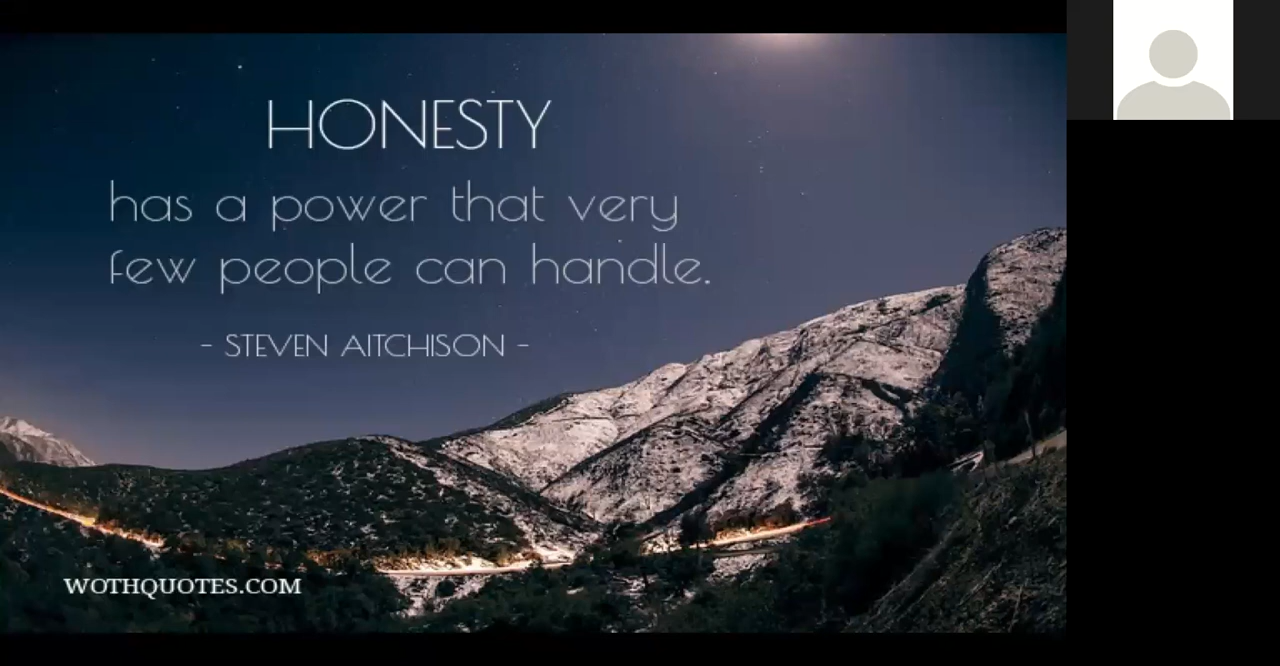 HONESTY
has a power that very
few people can handle.
- STEVEN AITCHISON -
WOTHQUOTES.COM